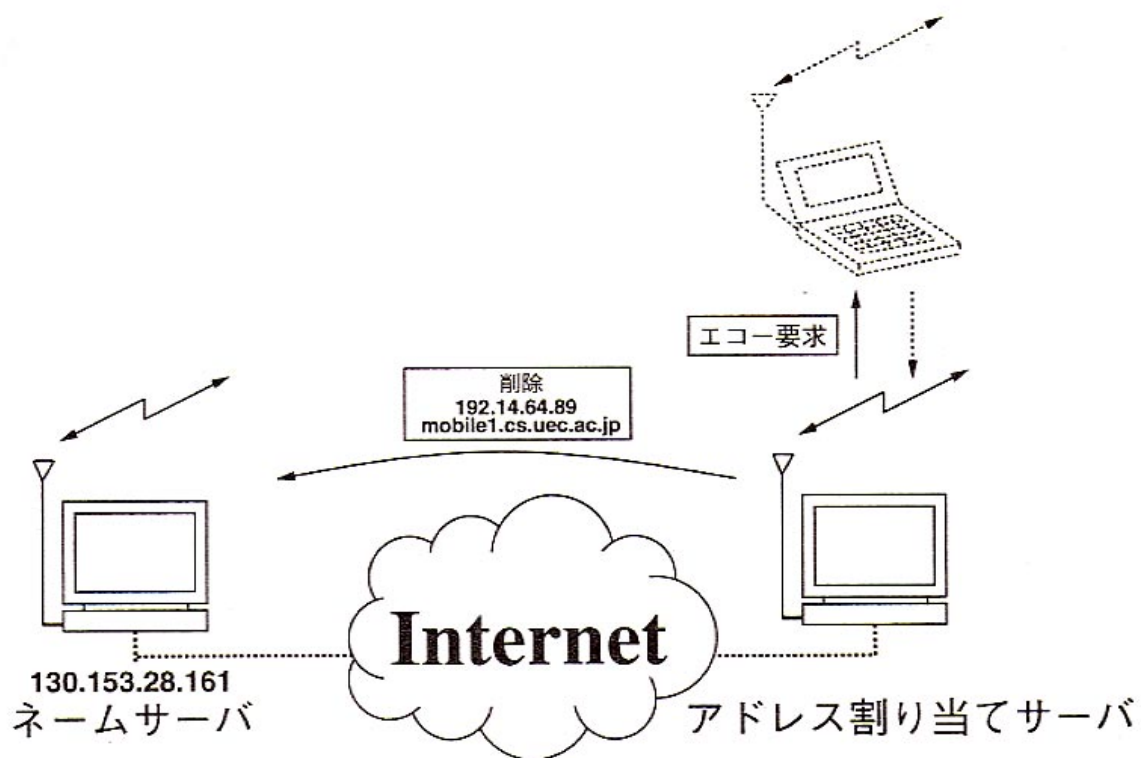 エコー要求
削除
192.14.64.89
mobile1.cs.uec.ac.jp
Internet
130.153.28.161
ネームサーバ
アドレス割り当てサーバ